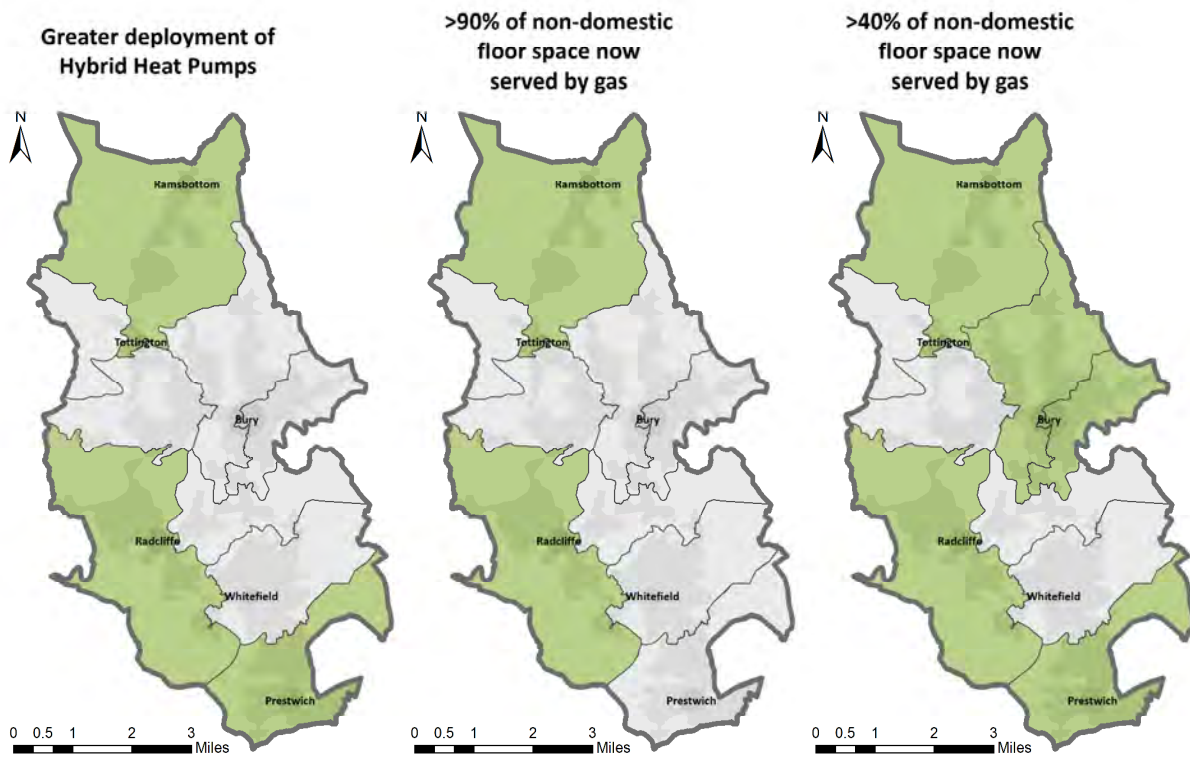 Greater deployment of
Hybrid Heat Pumps
>90% of non-domestic
floor space now
served by gas
>40% of non-domestic
floor space now
served by gas
N
Ramsbottom
Tottington
Bury
Radcliffe
Whitefield
Prestwich
0 0.5 1 2 3
Miles
N
Ramsbottom
Tottington
Bury
Radcliffe
Whitefield
Prestwich
0 0.5 1 2 3
Miles
N
Ramsbottom
Tottington
Bury
Radcliffe
Whitefield
Prestwich
0 0.5 1 2 3
Miles